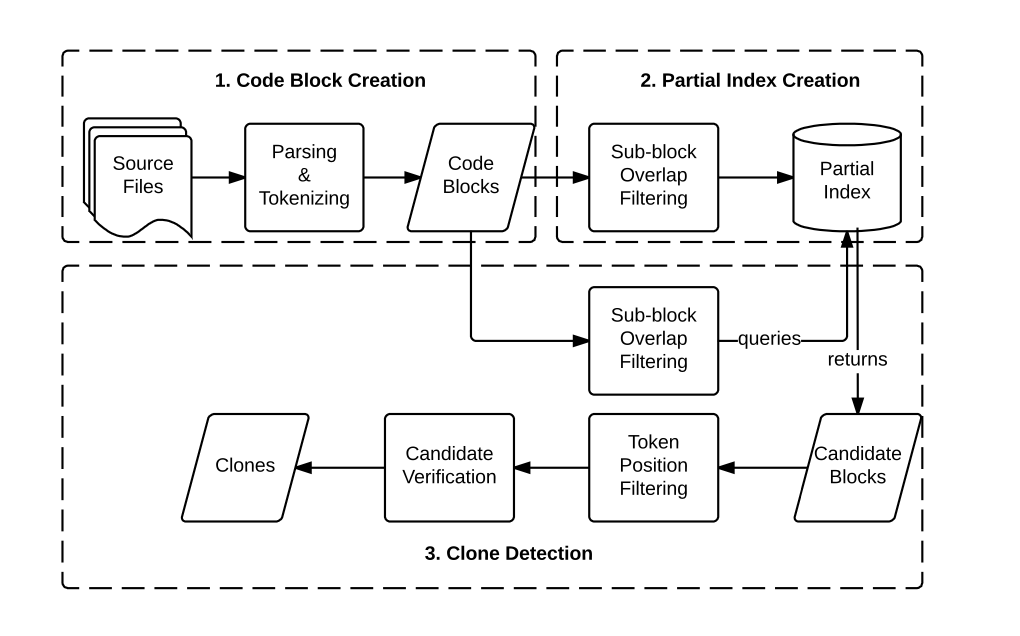 1. Code Block Creation
2. Partial Index Creation
Source
Files
Parsing
&
Tokenizing
Code
Blocks
Sub-block
Overlap
Filtering
Partial
Index
Sub-block
Overlap
Filtering
queries
returns
Clones
Candidate
Verification
Token
Position
Filtering
Candidate
Blocks
3. Clone Detection